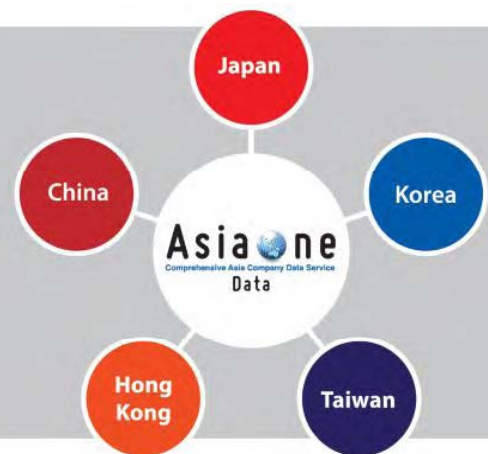 Japan
China
Korea
Asia one
Comprehensive Asia Company Data Service
Data
Hong
Kong
Taiwan